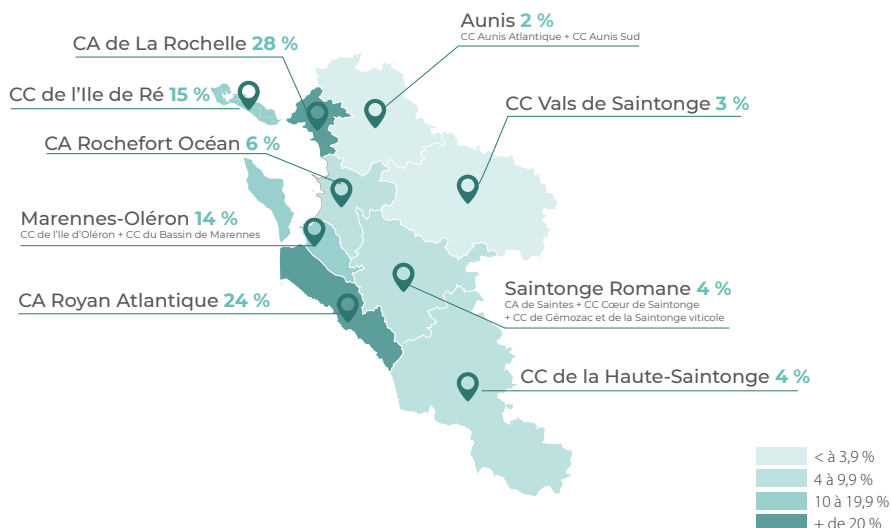 Aunis 2 %
CC Aunis Atlantique + CC Aunis Sud
CA de La Rochelle 28 %
CC de l'Ile de Ré 15 %
CC Vals de Saintonge 3 %
CA Rochefort Océan 6 %
Marennes-Oléron 14 %
CC de l'Ile d'Oléron + CC du Bassin de Marennes
CA Royan Atlantique 24 %
Saintonge Romane 4 %
CA de Saintes + CC Cœur de Saintonge
+ CC de Gémozac et de la Saintonge viticole
CC de la Haute-Saintonge 4 %
< à 3,9 %
4 à 9,9 %
10 à 19,9 %
+ de 20 %